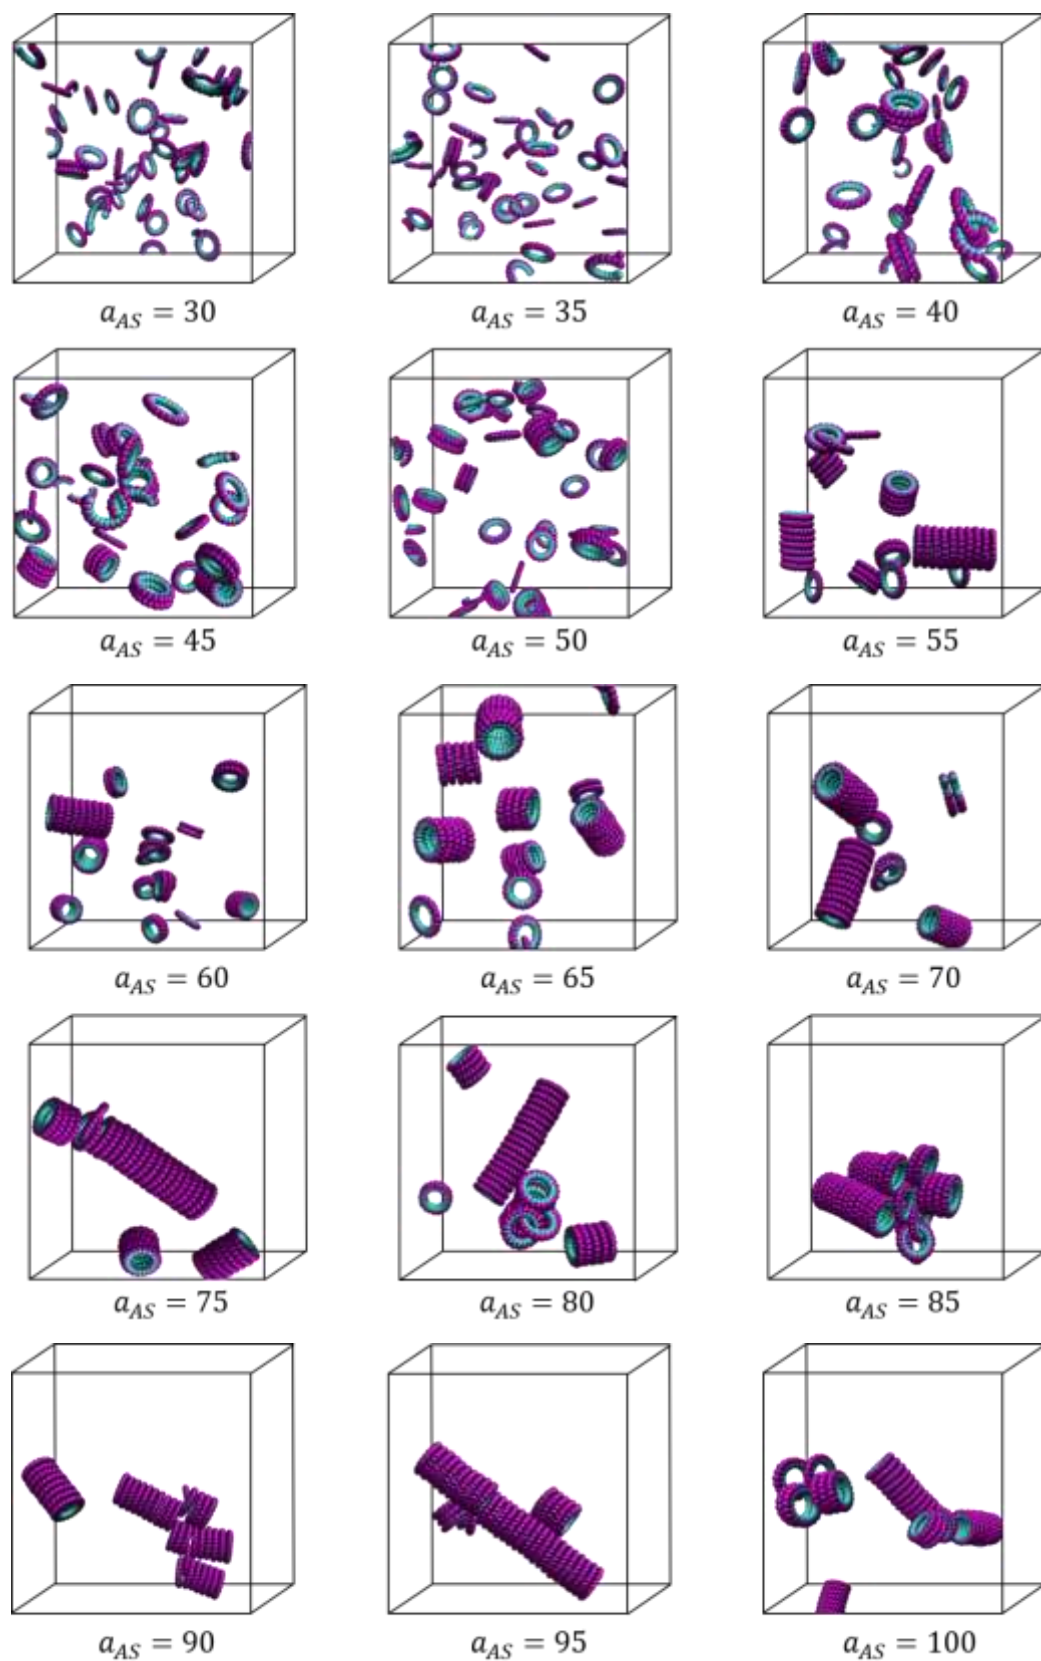 a_AS = 30
a_AS = 35
a_AS = 40
a_AS = 45
a_AS = 50
a_AS = 55
a_AS = 60
a_AS = 65
a_AS = 70
a_AS = 75
a_AS = 80
a_AS = 85
a_AS = 90
a_AS = 95
a_AS = 100